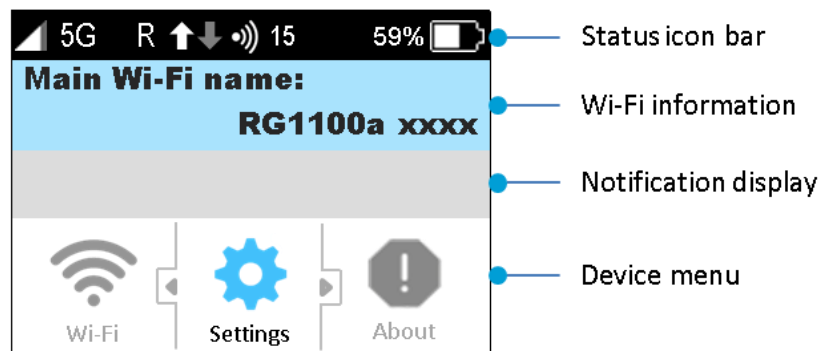 5G R 15 59% Status icon bar
Main Wi-Fi name:
RG1100a xxxx
Wi-Fi information
Notification display
Device menu
Wi-Fi Settings About